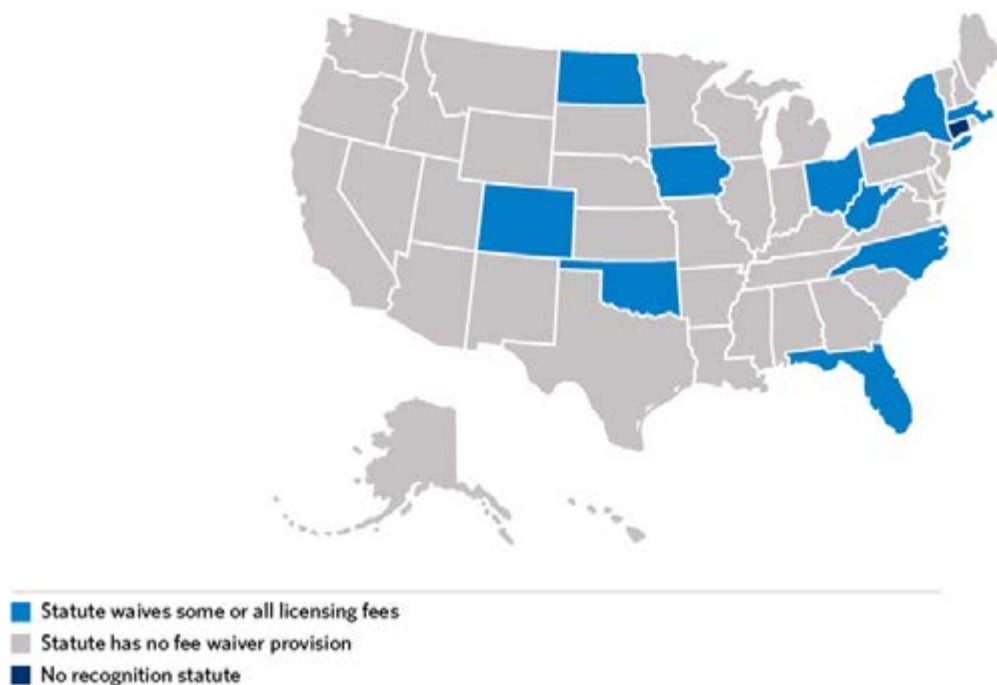 Statute waives some or all licensing fees
Statute has no fee waiver provision
No recognition statute